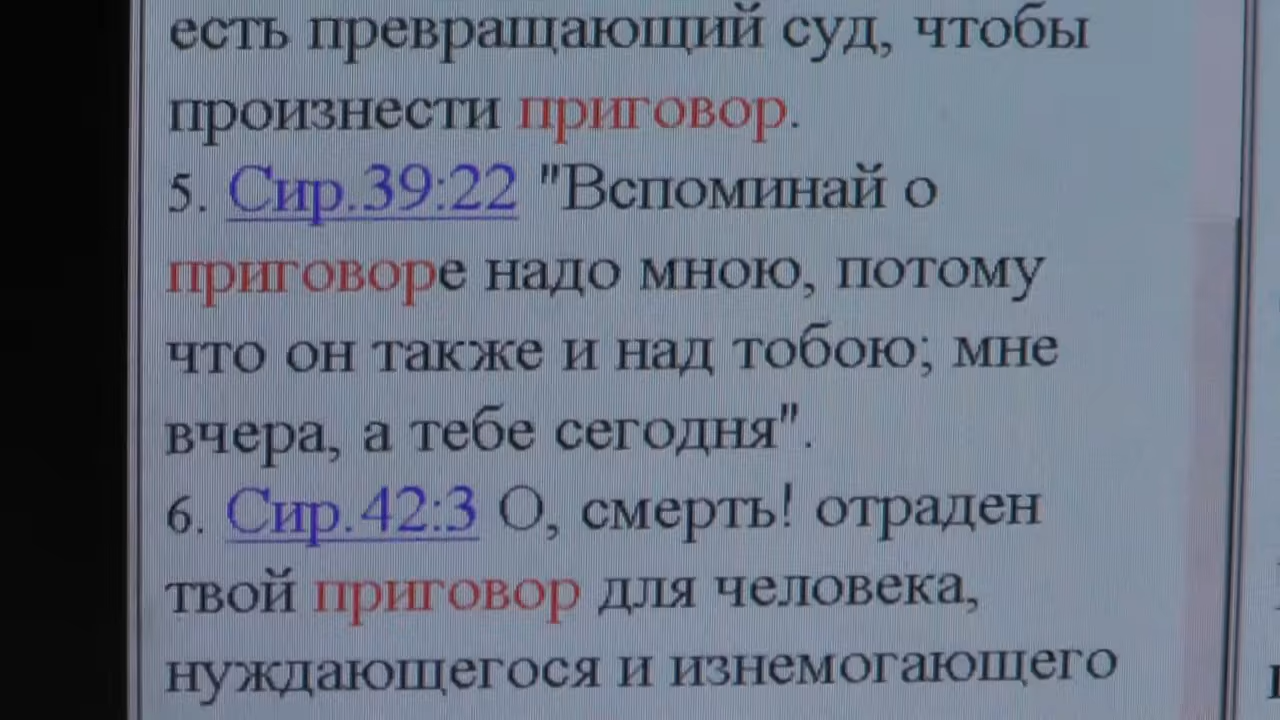 есть превращающий суд, чтобы
произнести приговор.
5. Сир.39:22 "Вспоминай о
приговоре надо мною, потому
что он также и над тобою; мне
вчера, а тебе сегодня".
6. Сир.42:3 О, смерть! отраден
твой приговор для человека,
нуждающегося и изнемогающего